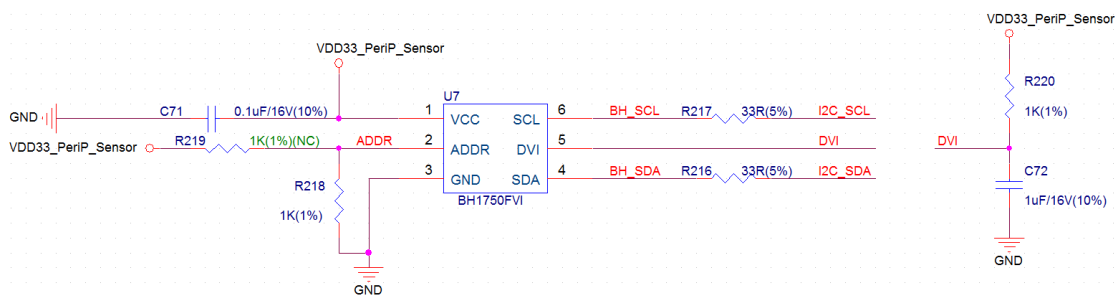 VDD33_PeriP_Sensor
VDD33_PeriP_Sensor
U7
R220
1K(1%)
GND
C71
0.1uF/16V(10%)
1
VCC
SCL
6
BH_SCL
R217
33R(5%)
I2C_SCL
VDD33_PeriP_Sensor
R219
1K(1%)(NC)
ADDR
2
ADDR
DVI
5
DVI
DVI
R218
1K(1%)
3
GND
SDA
4
BH_SDA
R216
33R(5%)
I2C_SDA
C72
1uF/16V(10%)
BH1750FVI
GND
GND